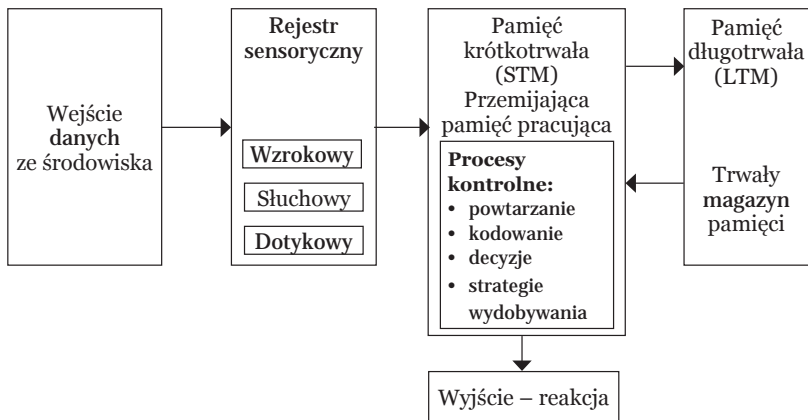 Wejście
danych
ze środowiska
Rejestr
sensoryczny
Wzrokowy
Słuchowy
Dotykowy
Pamięć
krótkotrwała
(STM)
Przemijająca
pamięć pracująca
Procesy
kontrolne:
• powtarzanie
• kodowanie
• decyzje
• strategie
wydobywania
Pamięć
długotrwała
(LTM)
Trwały
magazyn
pamięci
Wyjście – reakcja